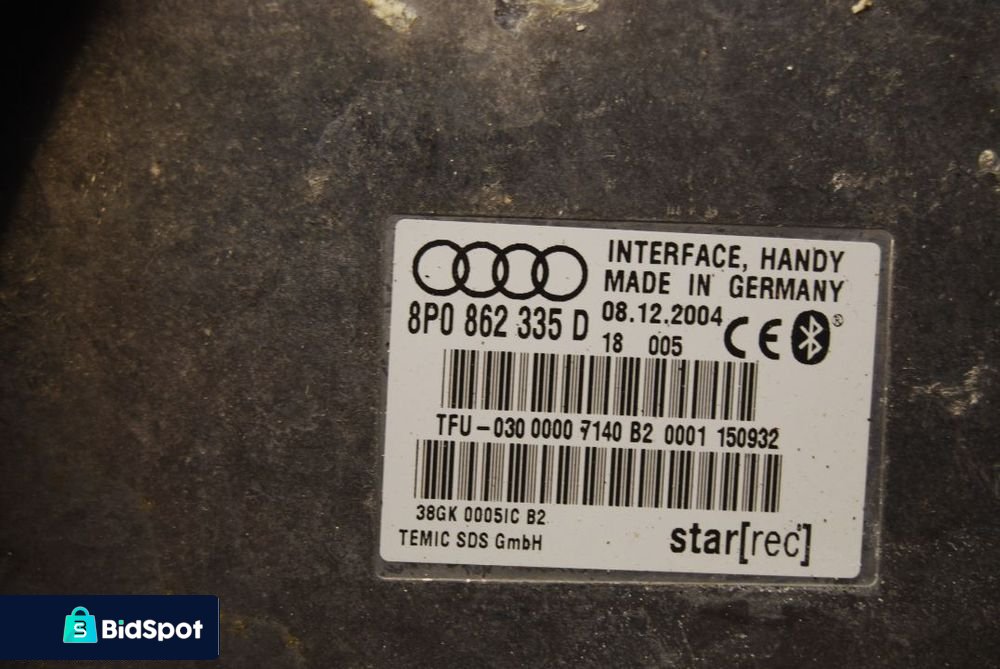 INTERFACE, HANDY
MADE IN GERMANY
8P0 862 335 D
08.12.2004
18 005
CE
TFU-030 0000 7140 B2 0001 150932
38GK 0005IC B2
TEMIC SDS GmbH
star[rec]
BidSpot